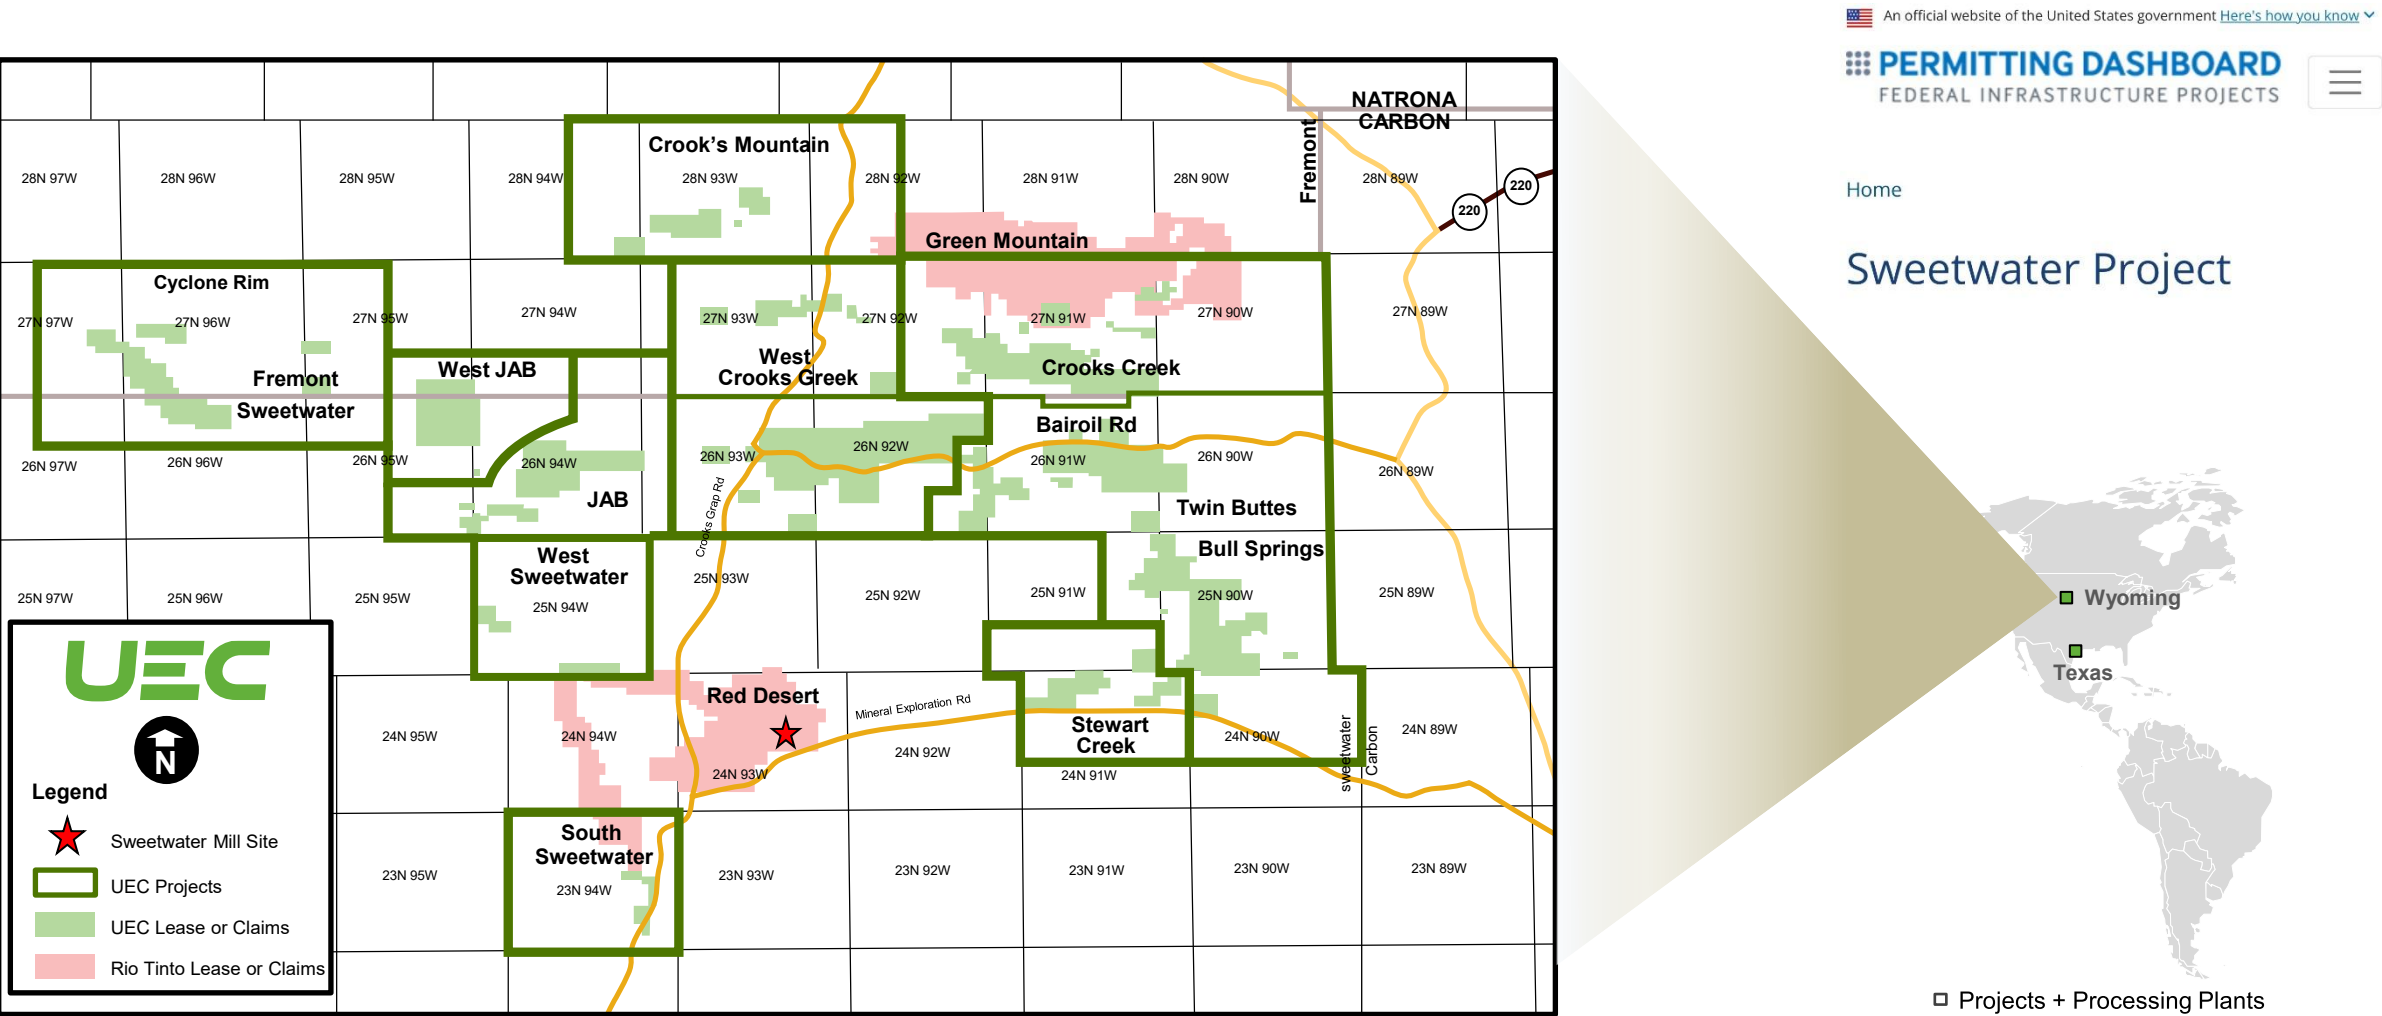 An official website of the United States government Here's how you know
PERMITTING DASHBOARD
FEDERAL INFRASTRUCTURE PROJECTS
Home
Sweetwater Project
NATRONA
CARBON
Fremont
Crook's Mountain
28N 97W
28N 96W
28N 95W
28N 94W
28N 93W
28N 92W
28N 91W
28N 90W
28N 89W
220
220
Green Mountain
Cyclone Rim
27N 97W
27N 96W
27N 95W
27N 94W
27N 93W
27N 92W
27N 91W
27N 90W
27N 89W
West
Crooks Greek
Crooks Creek
West JAB
Fremont
Sweetwater
Bairoil Rd
26N 97W
26N 96W
26N 95W
26N 94W
26N 93W
26N 92W
26N 91W
26N 90W
26N 89W
JAB
Crooks Grap Rd
Twin Buttes
Bull Springs
West
Sweetwater
25N 97W
25N 96W
25N 95W
25N 94W
25N 93W
25N 92W
25N 91W
25N 90W
25N 89W
Red Desert
Mineral Exploration Rd
Stewart
Creek
sweetwater
Carbon
24N 95W
24N 94W
24N 93W
24N 92W
24N 91W
24N 90W
24N 89W
South
Sweetwater
23N 95W
23N 94W
23N 93W
23N 92W
23N 91W
23N 90W
23N 89W
UEC
N
Legend
Sweetwater Mill Site
UEC Projects
UEC Lease or Claims
Rio Tinto Lease or Claims
Wyoming
Texas
Projects + Processing Plants